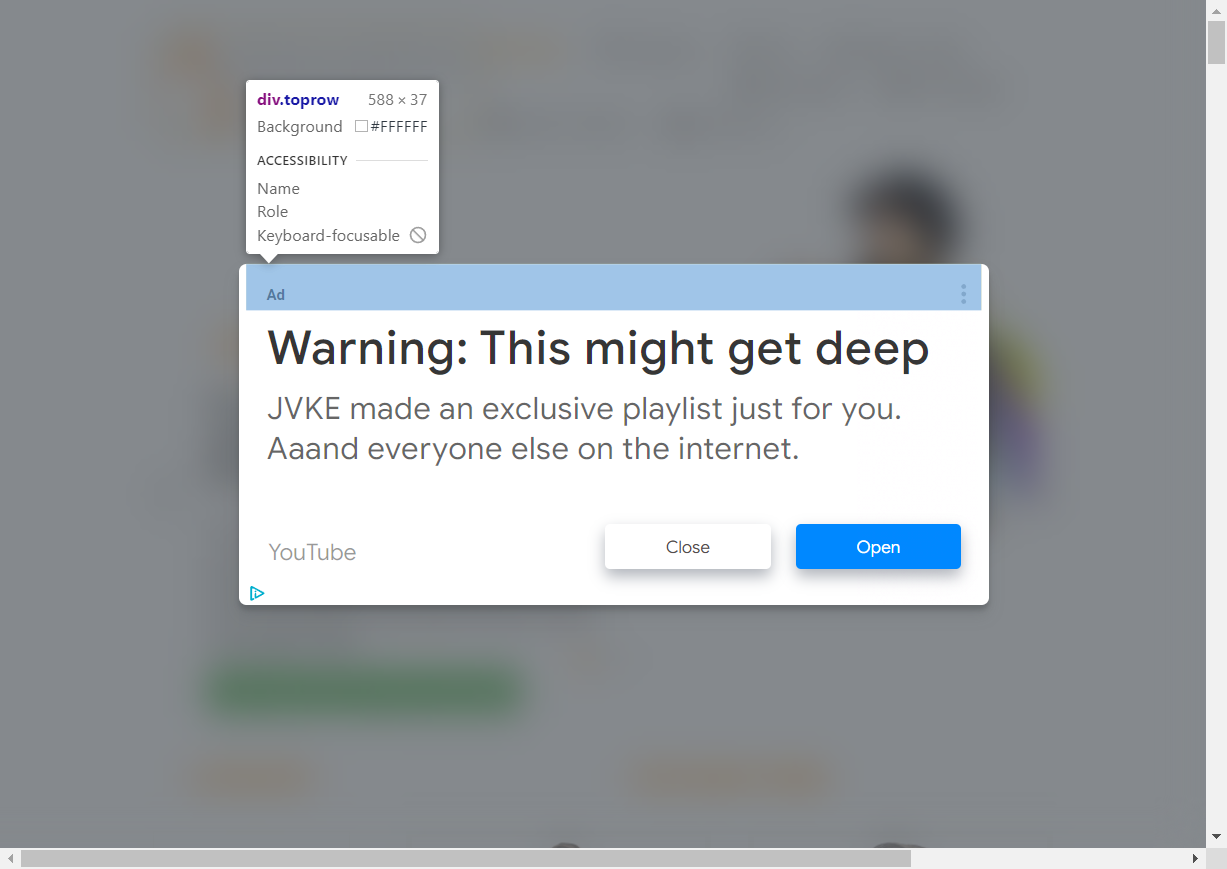 div.toprow 588 × 37
Background #FFFFFF
ACCESSIBILITY
Name
Role
Keyboard-focusable
Ad
Warning: This might get deep
JVKE made an exclusive playlist just for you.
Aaand everyone else on the internet.
YouTube
Close
Open